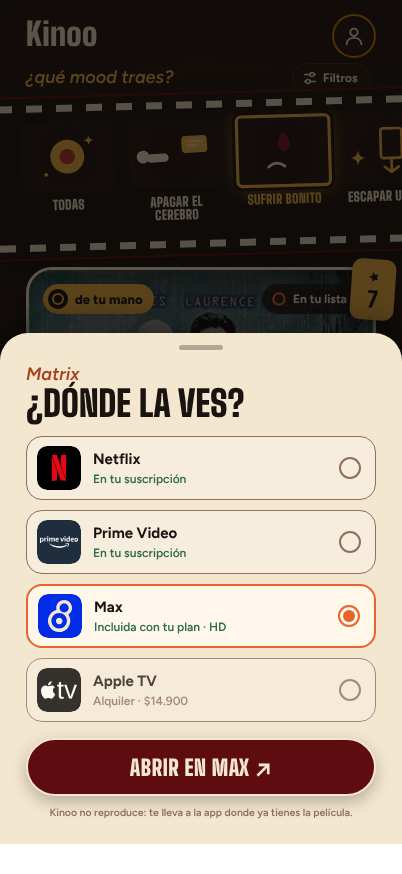 Kinoo
¿qué mood traes?
Filtros
TODAS
APAGAR EL
CEREBRO
SUFRIR BONITO
ESCAPAR U
de tu mano
LAURENCE
En tu lista
7
Matrix
¿DÓNDE LA VES?
N
Netflix
En tu suscripción
prime video
Prime Video
En tu suscripción
Max
Incluida con tu plan · HD
tv
Apple TV
Alquiler · $14.900
ABRIR EN MAX ↗
Kinoo no reproduce: te lleva a la app donde ya tienes la película.